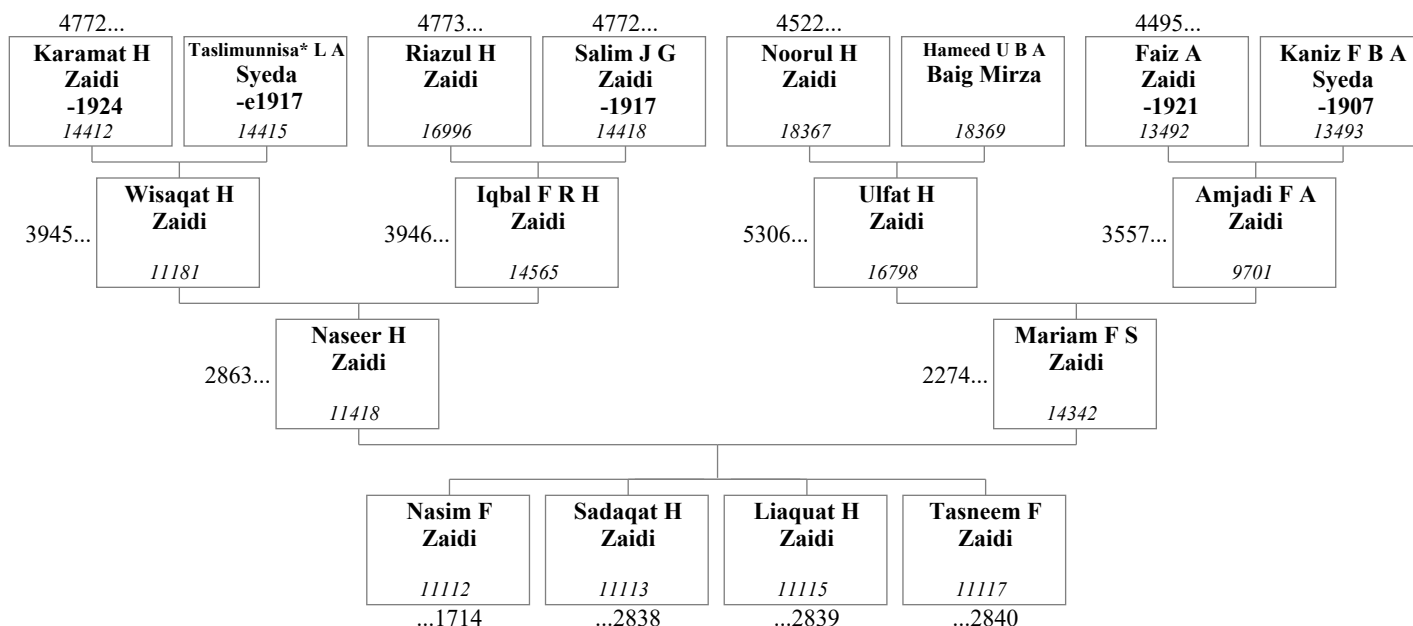 4772...
4773...
4772...
4522...
4495...
Karamat H
Zaidi
-1924
14412
Taslimunnisa* L A
Syeda
-e1917
14415
Riazul H
Zaidi
16996
Salim J G
Zaidi
-1917
14418
Noorul H
Zaidi
18367
Hameed U B A
Baig Mirza
18369
Faiz A
Zaidi
-1921
13492
Kaniz F B A
Syeda
-1907
13493
3945...
Wisaqat H
Zaidi
11181
3946...
Iqbal F R H
Zaidi
14565
5306...
Ulfat H
Zaidi
16798
3557...
Amjadi F A
Zaidi
9701
2863...
Naseer H
Zaidi
11418
2274...
Mariam F S
Zaidi
14342
Nasim F
Zaidi
11112
...1714
Sadaqat H
Zaidi
11113
...2838
Liaquat H
Zaidi
11115
...2839
Tasneem F
Zaidi
11117
...2840